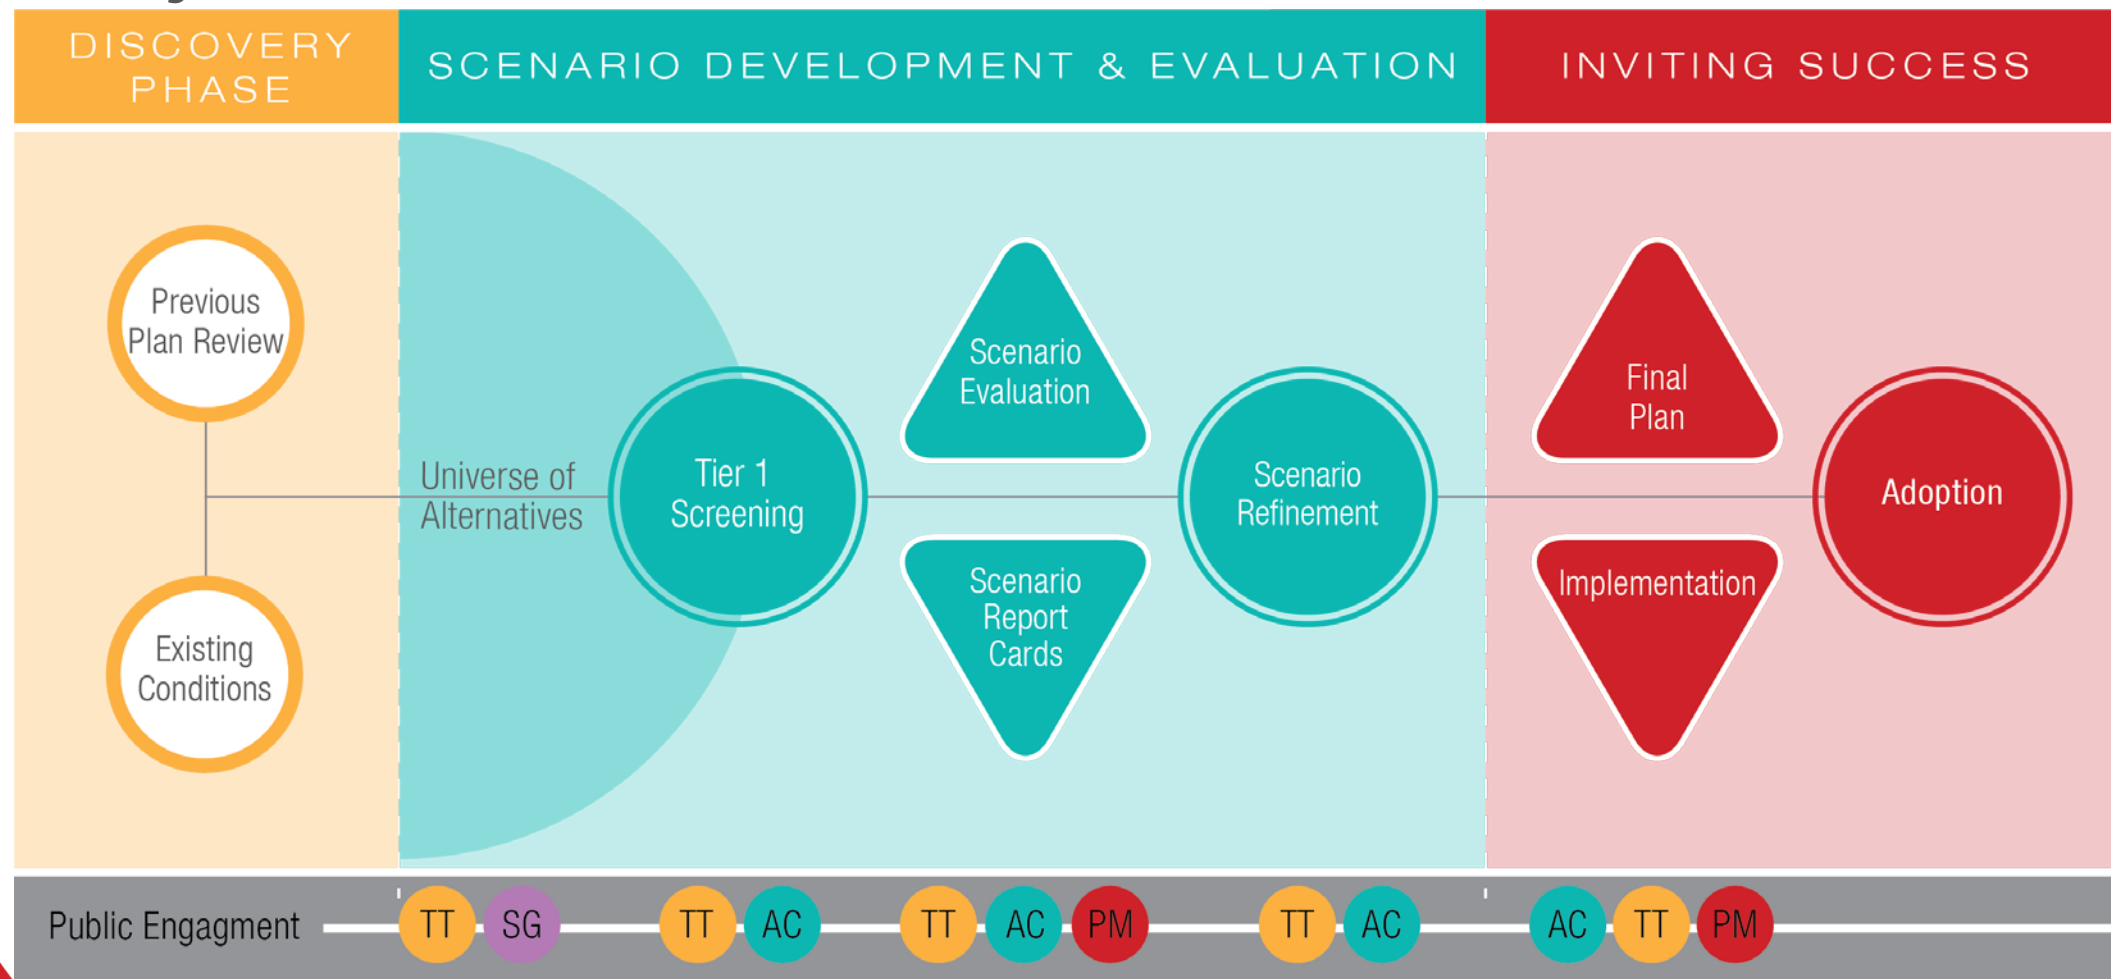 DISCOVERY
PHASE
SCENARIO DEVELOPMENT & EVALUATION
INVITING SUCCESS
Previous
Plan Review
Existing
Conditions
Universe of
Alternatives
Tier 1
Screening
Scenario
Evaluation
Scenario
Report
Cards
Scenario
Refinement
Final
Plan
Implementation
Adoption
Public Engagment
TT
SG
TT
AC
TT
AC
PM
TT
AC
AC
TT
PM